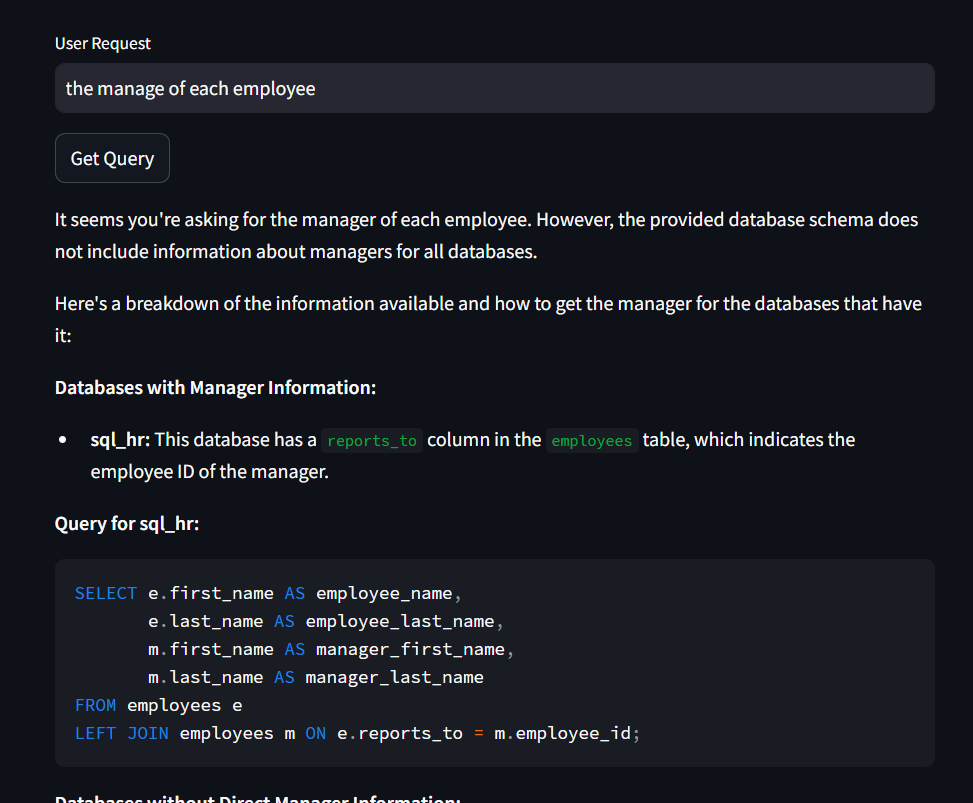 User Request
the manage of each employee
Get Query
It seems you're asking for the manager of each employee. However, the provided database schema does
not include information about managers for all databases.
Here's a breakdown of the information available and how to get the manager for the databases that have
it:
Databases with Manager Information:
• sql_hr: This database has a reports_to column in the employees table, which indicates the
employee ID of the manager.
Query for sql_hr:
SELECT e.first_name AS employee_name,
       e.last_name AS employee_last_name,
       m.first_name AS manager_first_name,
       m.last_name AS manager_last_name
FROM employees e
LEFT JOIN employees m ON e.reports_to = m.employee_id;
Databases without Direct Manager Information: